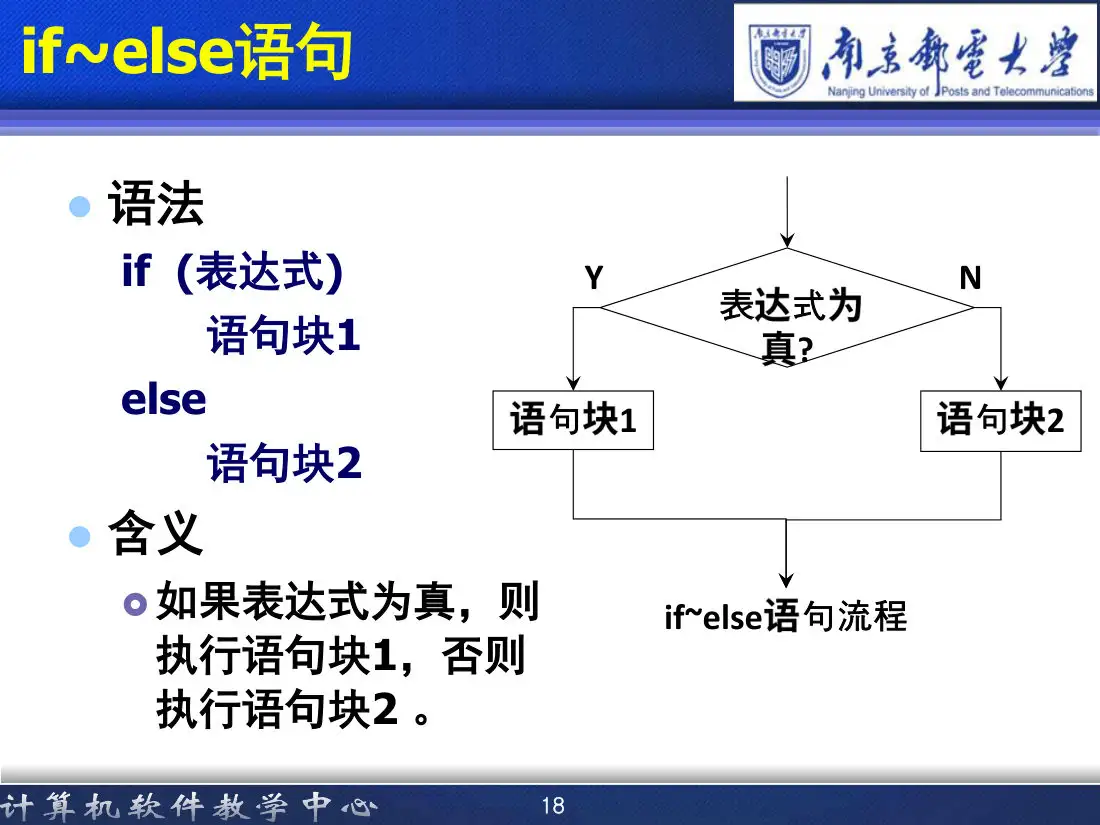 if~else语句
南京邮电大学
Nanjing University of Posts and Telecommunications
语法
if (表达式)
语句块1
else
语句块2
含义
如果表达式为真，则
执行语句块1，否则
执行语句块2 。
Y
N
表达式为
真?
语句块1
语句块2
if~else语句流程
计算机软件教学中心
18